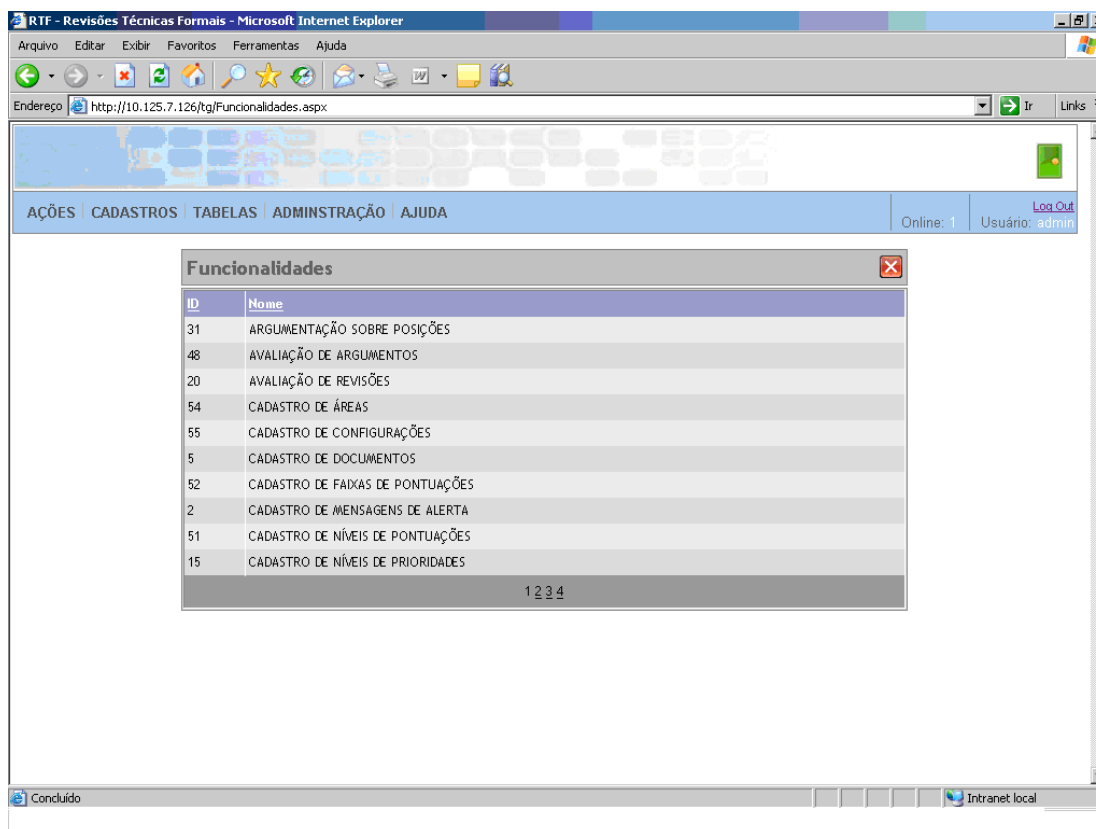 RTF - Revisões Técnicas Formais - Microsoft Internet Explorer
Arquivo Editar Exibir Favoritos Ferramentas Ajuda
Endereço http://10.125.7.126/tg/Funcionalidades.aspx Ir Links
AÇÕES CADASTROS TABELAS ADMINSTRAÇÃO AJUDA
Log Out
Online: 1 Usuário: admin
Funcionalidades
ID Nome
31 ARGUMENTAÇÃO SOBRE POSIÇÕES
48 AVALIAÇÃO DE ARGUMENTOS
20 AVALIAÇÃO DE REVISÕES
54 CADASTRO DE ÁREAS
55 CADASTRO DE CONFIGURAÇÕES
5 CADASTRO DE DOCUMENTOS
52 CADASTRO DE FAIXAS DE PONTUAÇÕES
2 CADASTRO DE MENSAGENS DE ALERTA
51 CADASTRO DE NÍVEIS DE PONTUAÇÕES
15 CADASTRO DE NÍVEIS DE PRIORIDADES
1 2 3 4
Concluído Intranet local